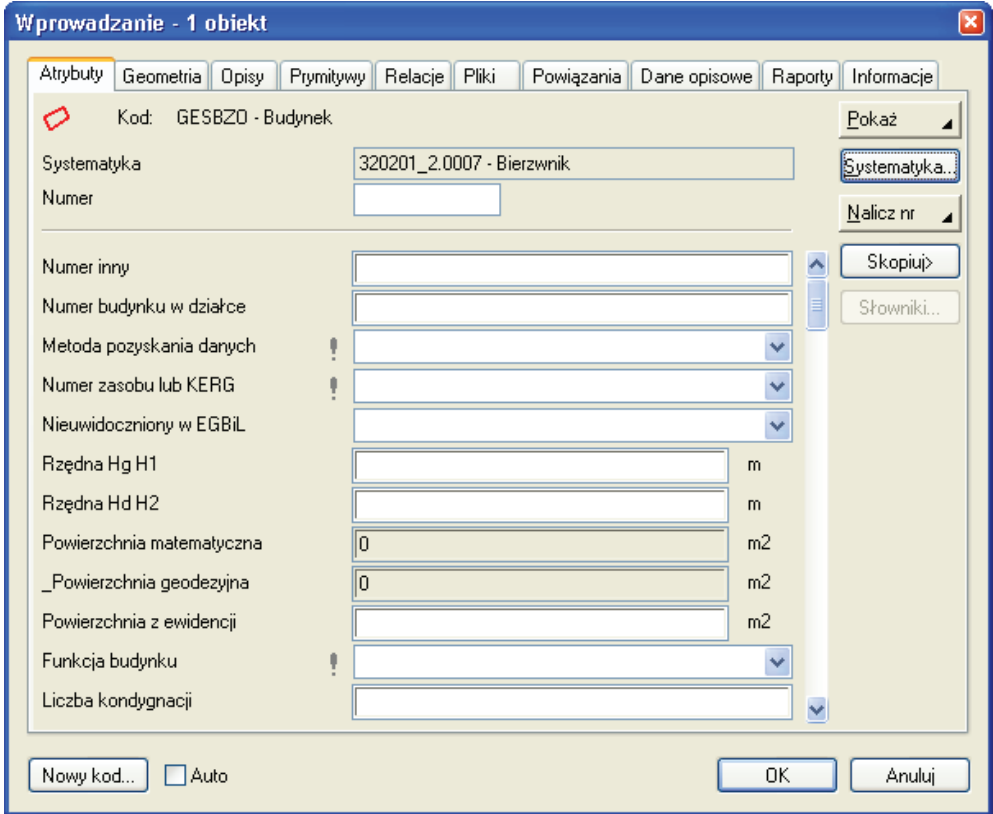 Wprowadzanie - 1 obiekt
Atrybuty Geometria Opisy Prymitywy Relacje Pliki Powiązania Dane opisowe Raporty Informacje
Kod: GESBZO - Budynek
Pokaż
Systematyka 320201_2.0007 - Bierzwnik Systematyka...
Numer Nalicz nr
Numer inny Skopiuj>
Numer budynku w działce Słowniki...
Metoda pozyskania danych
Numer zasobu lub KERG
Nieuwidoczniony w EGBiL
Rzędna Hg H1 m
Rzędna Hd H2 m
Powierzchnia matematyczna 0 m2
_Powierzchnia geodezyjna 0 m2
Powierzchnia z ewidencji m2
Funkcja budynku
Liczba kondygnacji
Nowy kod... Auto OK Anuluj